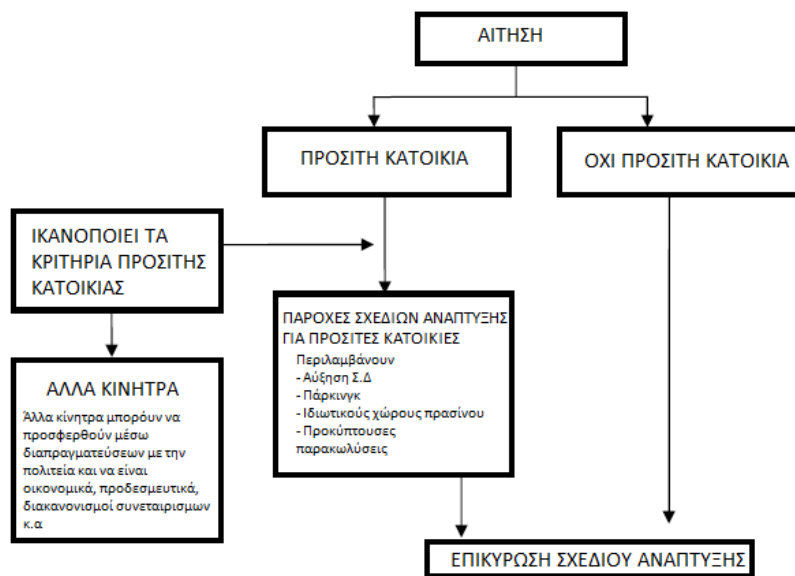 ΑΙΤΗΣΗ
ΠΡΟΣΙΤΗ ΚΑΤΟΙΚΙΑ
ΟΧΙ ΠΡΟΣΙΤΗ ΚΑΤΟΙΚΙΑ
ΙΚΑΝΟΠΟΙΕΙ ΤΑ
ΚΡΙΤΗΡΙΑ ΠΡΟΣΙΤΗΣ
ΚΑΤΟΙΚΙΑΣ
ΠΑΡΟΧΕΣ ΣΧΕΔΙΩΝ ΑΝΑΠΤΥΞΗΣ
ΓΙΑ ΠΡΟΣΙΤΕΣ ΚΑΤΟΙΚΙΕΣ
Περιλαμβάνουν
- Αύξηση Σ.Δ
- Πάρκινγκ
- Ιδιωτικούς χώρους πρασίνου
- Προκύπτουσες
παρακωλύσεις
ΑΛΛΑ ΚΙΝΗΤΡΑ
Άλλα κίνητρα μπορόυν να
προσφερθούν μέσω
διαπραγματεύσεων με την
πολιτεία και να είναι
οικονομικά, προδεσμευτικά,
διακανονισμοί συνεταιρισμων
κ.α
ΕΠΙΚΥΡΩΣΗ ΣΧΕΔΙΟΥ ΑΝΑΠΤΥΞΗΣ